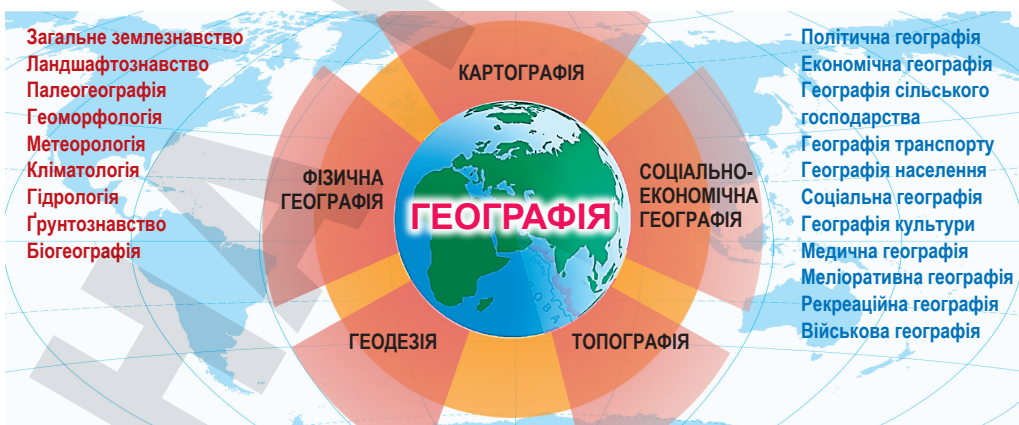 Загальне землезнавство
Ландшафтознавство
Палеогеографія
Геоморфологія
Метеорологія
Кліматологія
Гідрологія
Ґрунтознавство
Біогеографія
КАРТОГРАФІЯ
ФІЗИЧНА
ГЕОГРАФІЯ
ГЕОГРАФІЯ
СОЦІАЛЬНО-
ЕКОНОМІЧНА
ГЕОГРАФІЯ
ГЕОДЕЗІЯ
ТОПОГРАФІЯ
Політична географія
Економічна географія
Географія сільського
господарства
Географія транспорту
Географія населення
Соціальна географія
Географія культури
Медична географія
Меліоративна географія
Рекреаційна географія
Військова географія